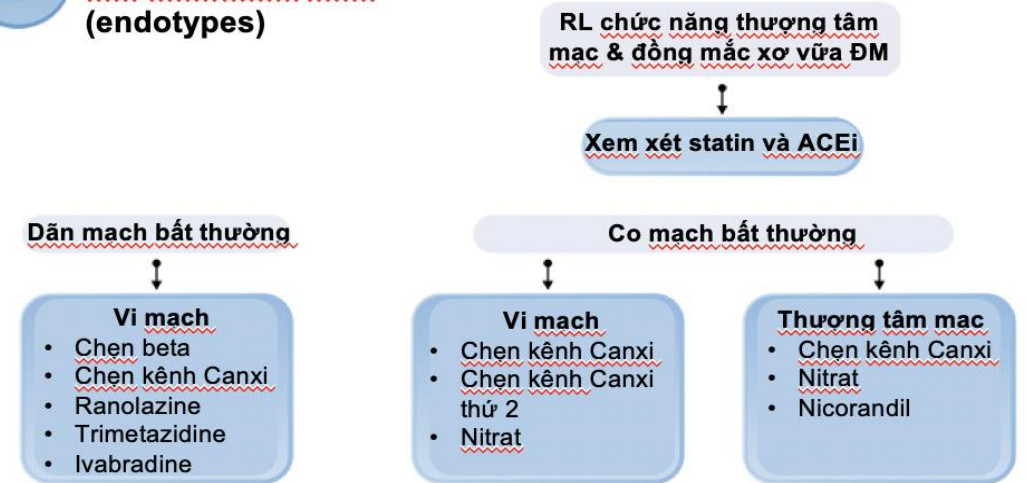 (endotypes)
RL chức năng thượng tâm
mạc & đồng mắc xơ vữa ĐM
Xem xét statin và ACEi
Dãn mạch bất thường
Co mạch bất thường
Vi mạch
• Chẹn beta
• Chẹn kênh Canxi
• Ranolazine
• Trimetazidine
• Ivabradine
Vi mạch
• Chẹn kênh Canxi
• Chẹn kênh Canxi
thứ 2
• Nitrat
Thượng tâm mạc
• Chẹn kênh Canxi
• Nitrat
• Nicorandil